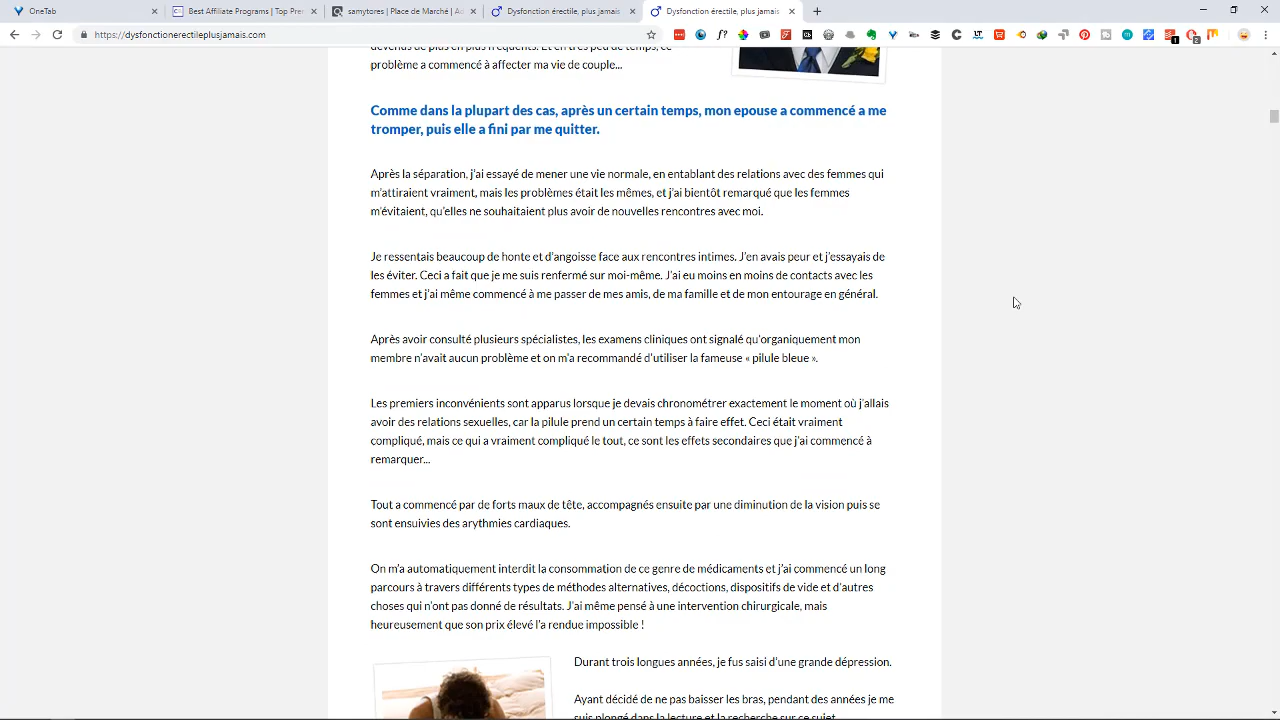 OneTab
Best Affiliate Programs | Top Pre
samytores | Place de Marché | Ac
Dysfonction érectile, plus jamais
Dysfonction érectile, plus jamais
https://dysfonctionerectileplusjamais.com
problème a commencé à affecter ma vie de couple...
Comme dans la plupart des cas, après un certain temps, mon epouse a commencé a me
tromper, puis elle a fini par me quitter.
Après la séparation, j'ai essayé de mener une vie normale, en entablant des relations avec des femmes qui
m'attiraient vraiment, mais les problèmes était les mêmes, et j'ai bientôt remarqué que les femmes
m'évitaient, qu'elles ne souhaitaient plus avoir de nouvelles rencontres avec moi.
Je ressentais beaucoup de honte et d'angoisse face aux rencontres intimes. J'en avais peur et j'essayais de
les éviter. Ceci a fait que je me suis renfermé sur moi-même. J'ai eu moins en moins de contacts avec les
femmes et j'ai même commencé à me passer de mes amis, de ma famille et de mon entourage en général.
Après avoir consulté plusieurs spécialistes, les examens cliniques ont signalé qu'organiquement mon
membre n'avait aucun problème et on m'a recommandé d'utiliser la fameuse « pilule bleue ».
Les premiers inconvénients sont apparus lorsque je devais chronométrer exactement le moment où j'allais
avoir des relations sexuelles, car la pilule prend un certain temps à faire effet. Ceci était vraiment
compliqué, mais ce qui a vraiment compliqué le tout, ce sont les effets secondaires que j'ai commencé à
remarquer...
Tout a commencé par de forts maux de tête, accompagnés ensuite par une diminution de la vision puis se
sont ensuivies des arythmies cardiaques.
On m'a automatiquement interdit la consommation de ce genre de médicaments et j'ai commencé un long
parcours à travers différents types de méthodes alternatives, décoctions, dispositifs de vide et d'autres
choses qui n'ont pas donné de résultats. J'ai même pensé à une intervention chirurgicale, mais
heureusement que son prix élevé l'a rendue impossible !
Durant trois longues années, je fus saisi d'une grande dépression.
Ayant décidé de ne pas baisser les bras, pendant des années je me
suis plongé dans la lecture et la recherche sur ce sujet